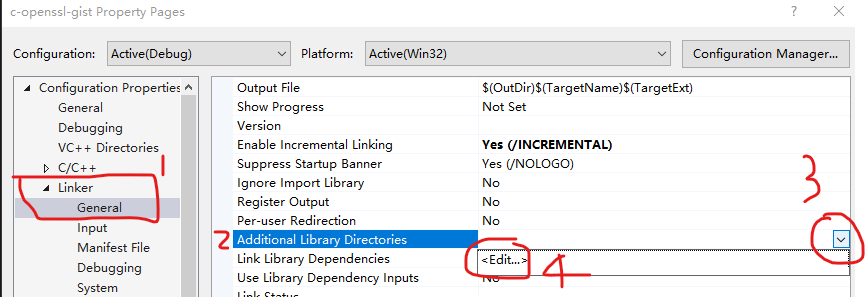 c-openssl-gist Property Pages ? ×
Configuration: Active(Debug) Platform: Active(Win32) Configuration Manager...
Configuration Properties
General
Debugging
VC++ Directories
C/C++ 1
Linker
General
Input
Manifest File
Debugging
System
Output File $(OutDir)$(TargetName)$(TargetExt)
Show Progress Not Set
Version
Enable Incremental Linking Yes (/INCREMENTAL)
Suppress Startup Banner Yes (/NOLOGO)
Ignore Import Library No
Register Output No 3
Per-user Redirection No
2 Additional Library Directories
Link Library Dependencies <Edit...> 4
Use Library Dependency Inputs No
Link Status